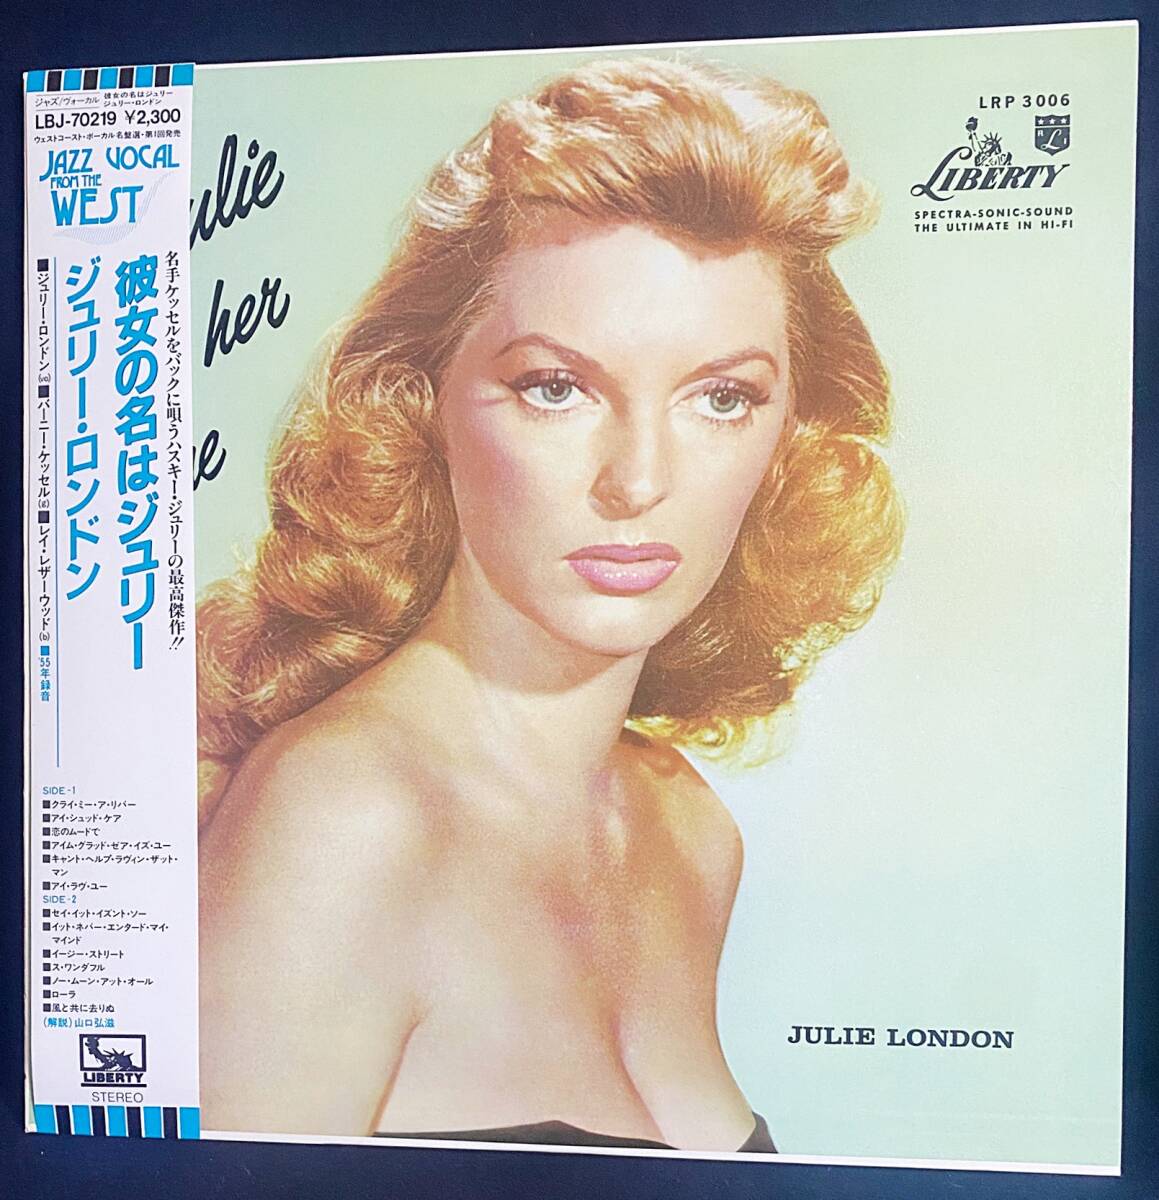 ジャズ/ヴォーカル
彼女の名はジュリー
ジュリー・ロンドン
LBJ-70219 ¥2,300
ウェストコースト・ボーカル名盤選・第1回発売
JAZZ VOCAL
FROM THE
WEST
名手ケッセルをバックに唄うハスキー・ジュリーの最高傑作!!
彼女の名はジュリー
ジュリー・ロンドン
■ジュリー・ロンドン(vo)■バーニー・ケッセル(g)■レイ・レザーウッド(b)■'55年録音
SIDE-1
■クライ・ミー・ア・リバー
■アイ・シュッド・ケア
■恋のムードで
■アイム・グラッド・ゼア・イズ・ユー
■キャント・ヘルプ・ラヴィン・ザット・
マン
■アイ・ラヴ・ユー
SIDE-2
■セイ・イット・イズント・ソー
■イット・ネバー・エンタード・マイ・
マインド
■イージー・ストリート
■ス・ワンダフル
■ノー・ムーン・アット・オール
■ローラ
■風と共に去りぬ
(解説)山口弘滋
LIBERTY
STEREO
ulie
her
e
LRP 3006
LIBERTY
SPECTRA-SONIC-SOUND
THE ULTIMATE IN HI-FI
JULIE LONDON